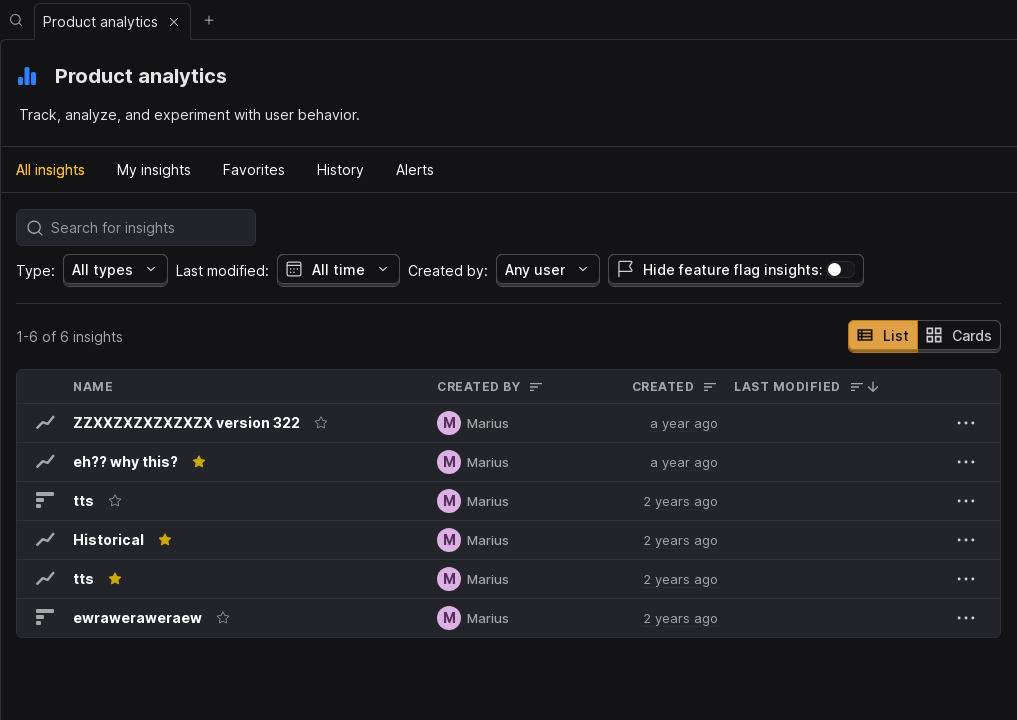 Product analytics
Product analytics
Track, analyze, and experiment with user behavior.
All insights My insights Favorites History Alerts
Search for insights
Type: All types Last modified: All time Created by: Any user Hide feature flag insights:
1-6 of 6 insights List Cards
NAME CREATED BY CREATED LAST MODIFIED
ZZXXZXZXZXZXZX version 322 M Marius a year ago
eh?? why this? M Marius a year ago
tts M Marius 2 years ago
Historical M Marius 2 years ago
tts M Marius 2 years ago
ewraweraweraew M Marius 2 years ago